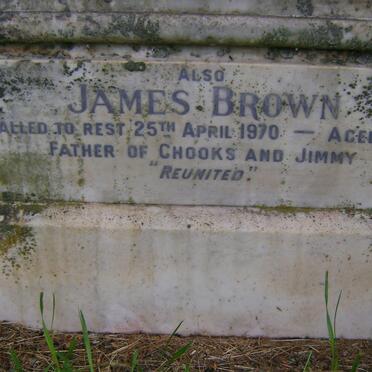 ALSO
JAMES BROWN
ALLED TO REST 25TH APRIL 1970 — AGE
FATHER OF CHOOKS AND JIMMY
"REUNITED."